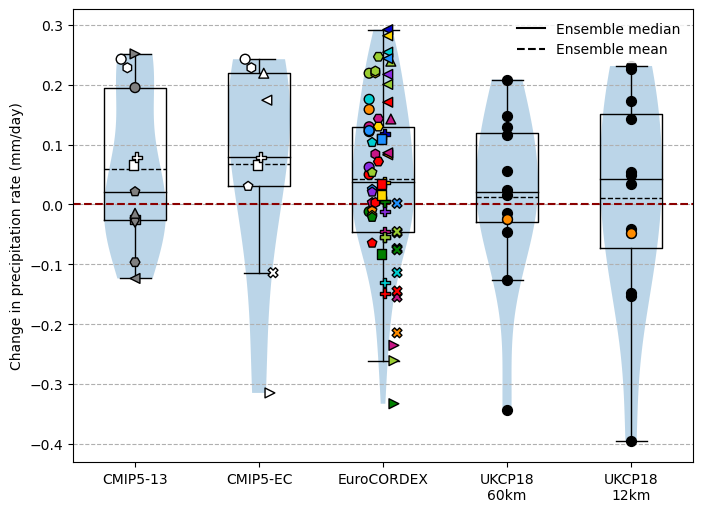 Change in precipitation rate (mm/day)
0.3
0.2
0.1
0.0
−0.1
−0.2
−0.3
−0.4
Ensemble median
Ensemble mean
CMIP5-13
CMIP5-EC
EuroCORDEX
UKCP18
60km
UKCP18
12km